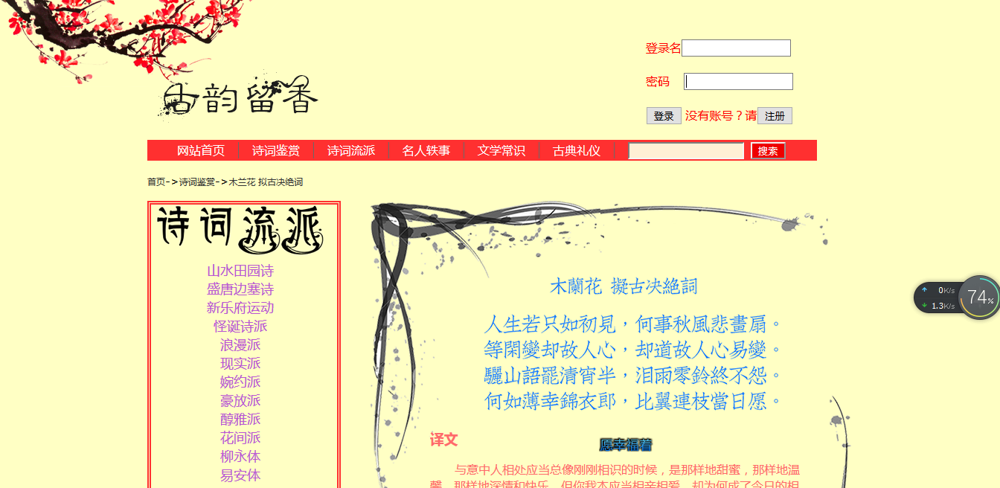 登录名
密码
古韵留香
登录 没有账号？请 注册
网站首页 诗词鉴赏 诗词流派 名人轶事 文学常识 古典礼仪 搜索
首页->诗词鉴赏->木兰花 拟古决绝词
诗词流派
山水田园诗
盛唐边塞诗
新乐府运动
怪诞诗派
浪漫派
现实派
婉约派
豪放派
醇雅派
花间派
柳永体
易安体
木蘭花 擬古决絶詞
人生若只如初見，何事秋風悲畫扇。
等閑變却故人心，却道故人心易變。
驪山語罷清宵半，泪雨零鈴終不怨。
何如薄幸錦衣郎，比翼連枝當日愿。
0K/s
1.3K/s
74%
译文
愿幸福着
与意中人相处应当总像刚刚相识的时候，是那样地甜蜜，那样地温
馨，那样地深情和快乐。但你我本应当相亲相爱，却为何成了今日的相